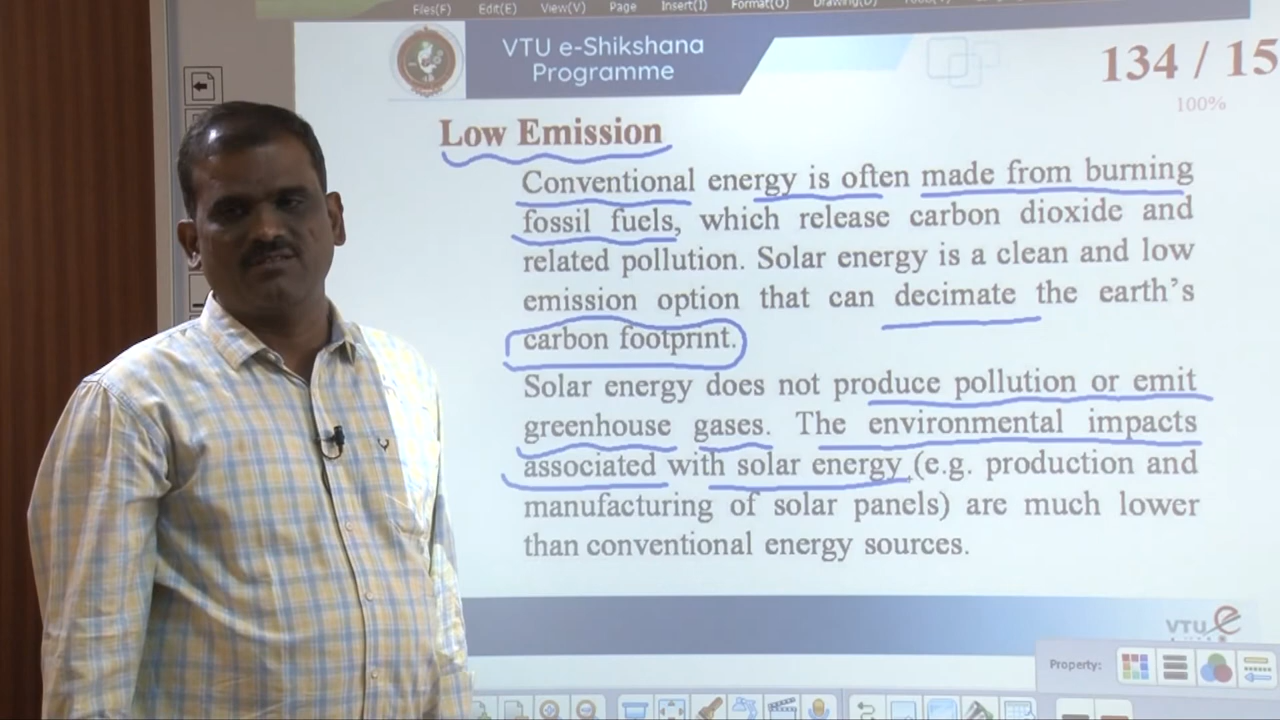 Files(F) Edit(E) View(V) Page Insert(I) Format(O) Drawing(D)
VTU e-Shikshana
Programme
134 / 15
100%
Low Emission
Conventional energy is often made from burning
fossil fuels, which release carbon dioxide and
related pollution. Solar energy is a clean and low
emission option that can decimate the earth's
carbon footprint.
Solar energy does not produce pollution or emit
greenhouse gases. The environmental impacts
associated with solar energy (e.g. production and
manufacturing of solar panels) are much lower
than conventional energy sources.
VTU e
Property: